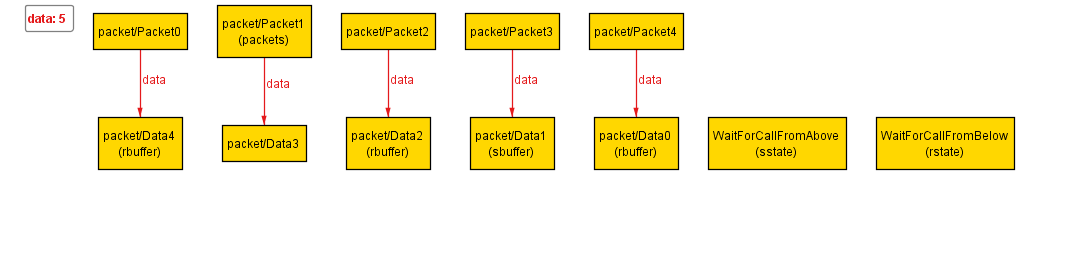 data: 5
packet/Packet0
packet/Packet1
(packets)
packet/Packet2
packet/Packet3
packet/Packet4
data
data
data
data
data
packet/Data4
(rbuffer)
packet/Data3
packet/Data2
(rbuffer)
packet/Data1
(sbuffer)
packet/Data0
(rbuffer)
WaitForCallFromAbove
(sstate)
WaitForCallFromBelow
(rstate)